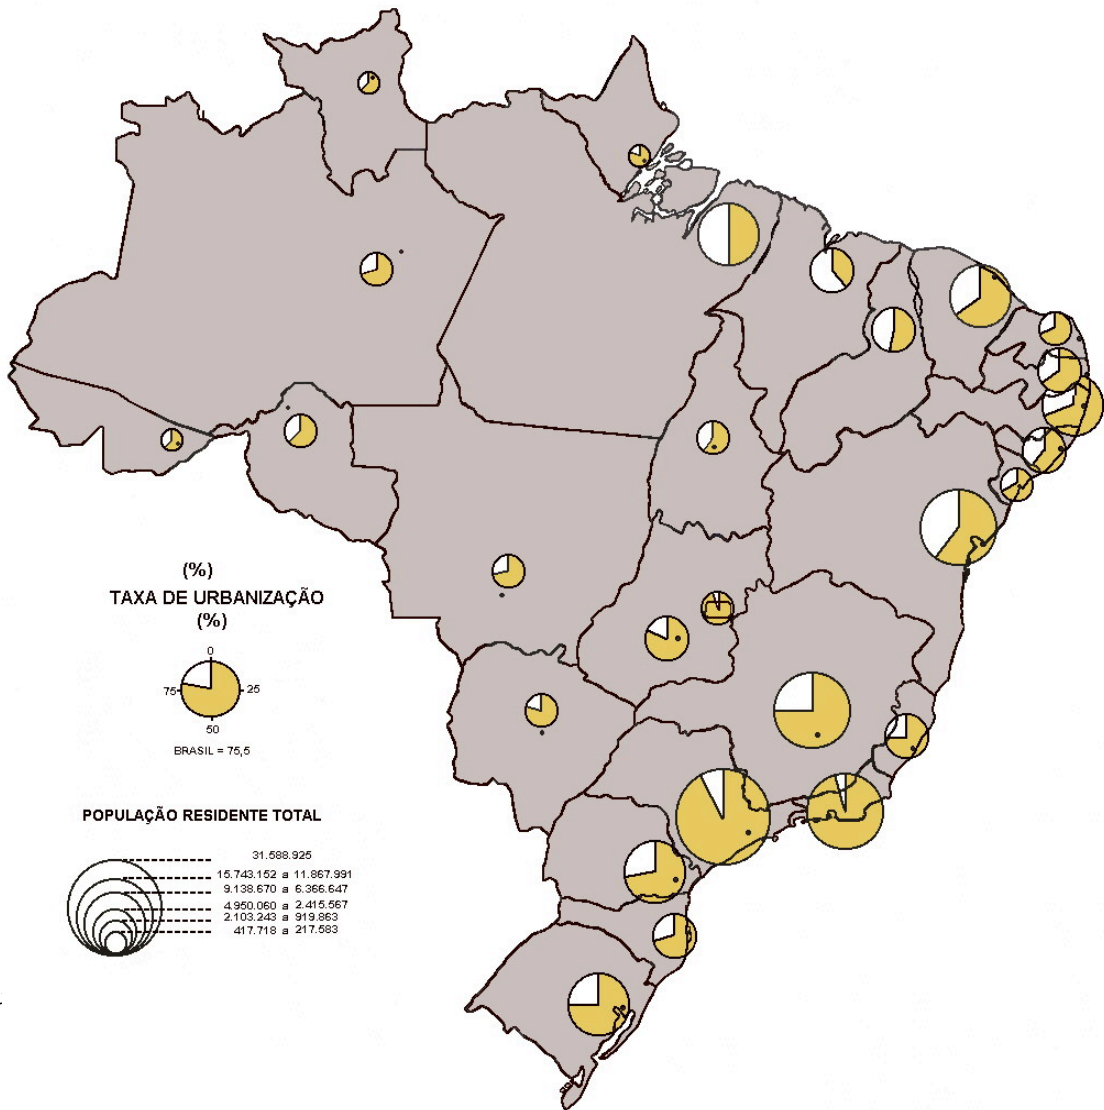 (%)
TAXA DE URBANIZAÇÃO
(%)
0
75
25
50
BRASIL = 75,5
POPULAÇÃO RESIDENTE TOTAL
31.588.925
15.743.152 a 11.867.991
9.138.670 a 6.366.647
4.950.060 a 2.415.567
2.103.243 a 919.863
417.718 a 217.583